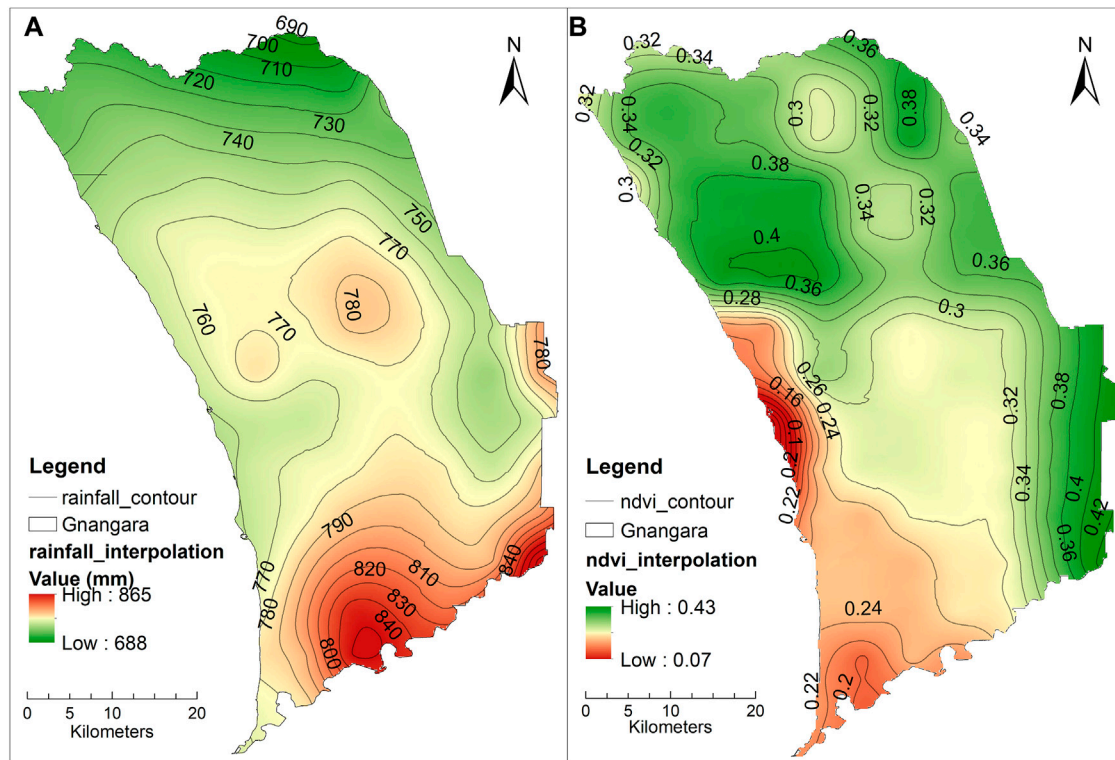 A
690
700
710
720
730
740
750
770
780
770
760
780
790
820
810
840
830
840
800
770
780
N
Legend
rainfall_contour
Gnangara
rainfall_interpolation
Value (mm)
High : 865
Low : 688
0 5 10 20
Kilometers
B
0.32
0.34
0.36
0.32
0.34
0.32
0.3
0.3
0.32
0.38
0.34
0.38
0.34
0.32
0.4
0.36
0.36
0.28
0.3
0.26
0.16
0.24
0.1
0.2
0.22
0.32
0.38
0.34
0.4
0.42
0.36
0.24
0.22
0.2
N
Legend
ndvi_contour
Gnangara
ndvi_interpolation
Value
High : 0.43
Low : 0.07
0 5 10 20
Kilometers